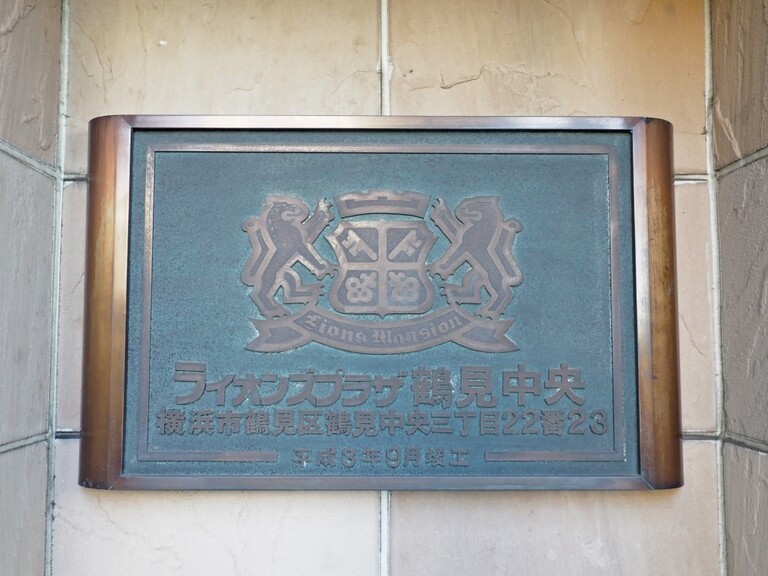 Lions Mansion
ライオンズプラザ鶴見中央
横浜市鶴見区鶴見中央三丁目22番23
平成3年9月竣工